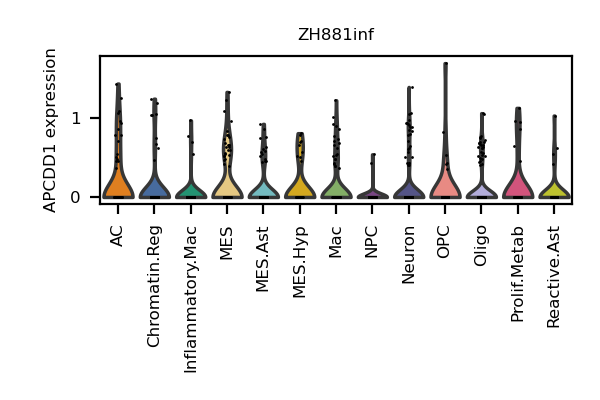 ZH881inf
APCDD1 expression
1
0
AC
Chromatin.Reg
Inflammatory.Mac
MES
MES.Ast
MES.Hyp
Mac
NPC
Neuron
OPC
Oligo
Prolif.Metab
Reactive.Ast